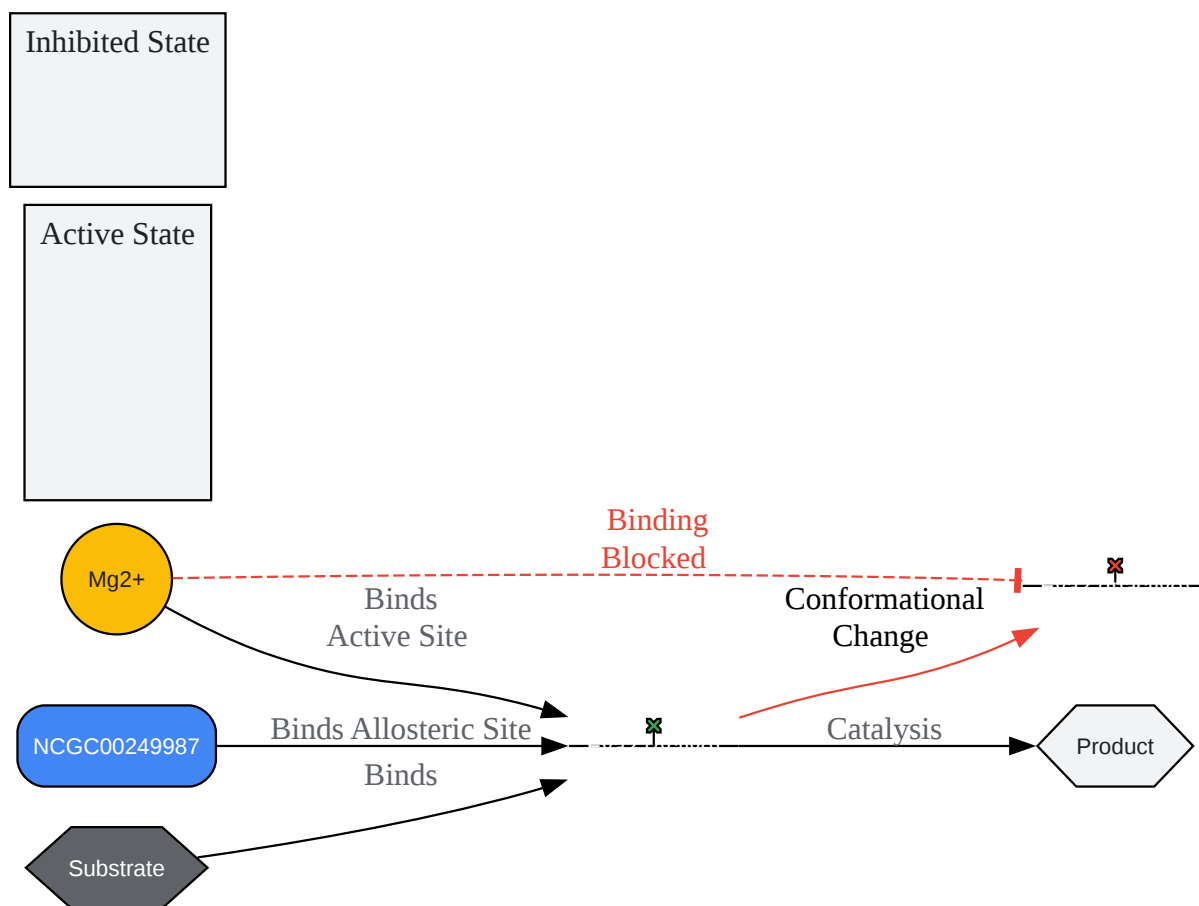 Inhibited State
Active State
Binding
Blocked
Mg2+
Binds
Active Site
Conformational
Change
NCGC00249987
Binds Allosteric Site
Catalysis
Product
Binds
Substrate